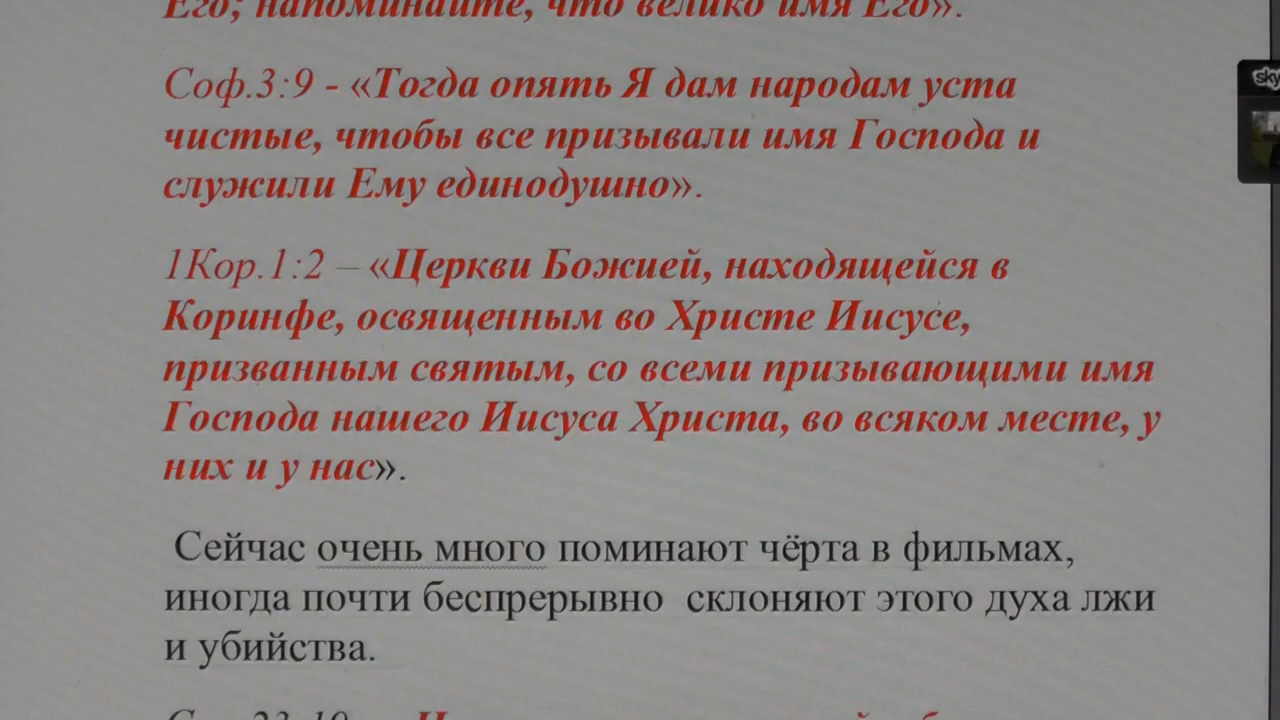 Его; напоминайте, что велико имя Его».
Соф.3:9 - «Тогда опять Я дам народам уста
чистые, чтобы все призывали имя Господа и
служили Ему единодушно».
1Кор.1:2 – «Церкви Божией, находящейся в
Коринфе, освященным во Христе Иисусе,
призванным святым, со всеми призывающими имя
Господа нашего Иисуса Христа, во всяком месте, у
них и у нас».
Сейчас очень много поминают чёрта в фильмах,
иногда почти беспрерывно  склоняют этого духа лжи
и убийства.
sky